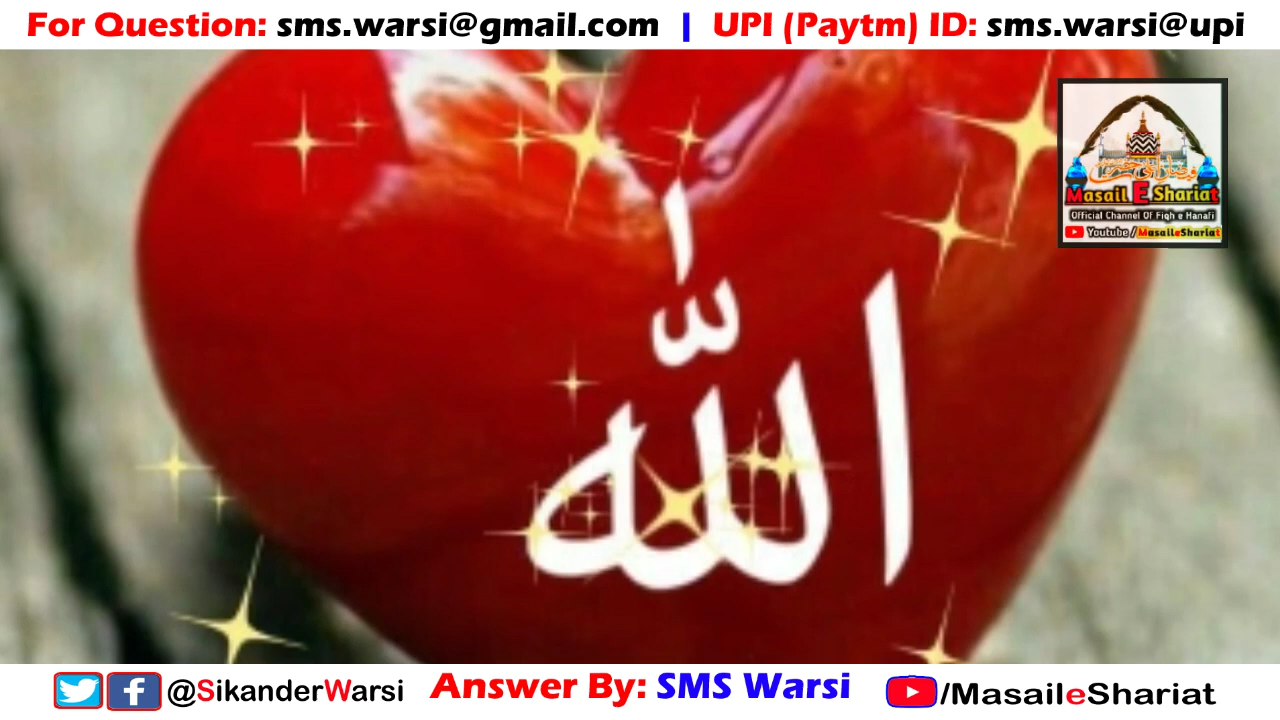 For Question: sms.warsi@gmail.com | UPI (Paytm) ID: sms.warsi@upi
Masail E Shariat
Official Channel Of Fiqh e Hanafi
Youtube /MasaileShariat
اللّٰه
@SikanderWarsi Answer By: SMS Warsi /MasaileShariat